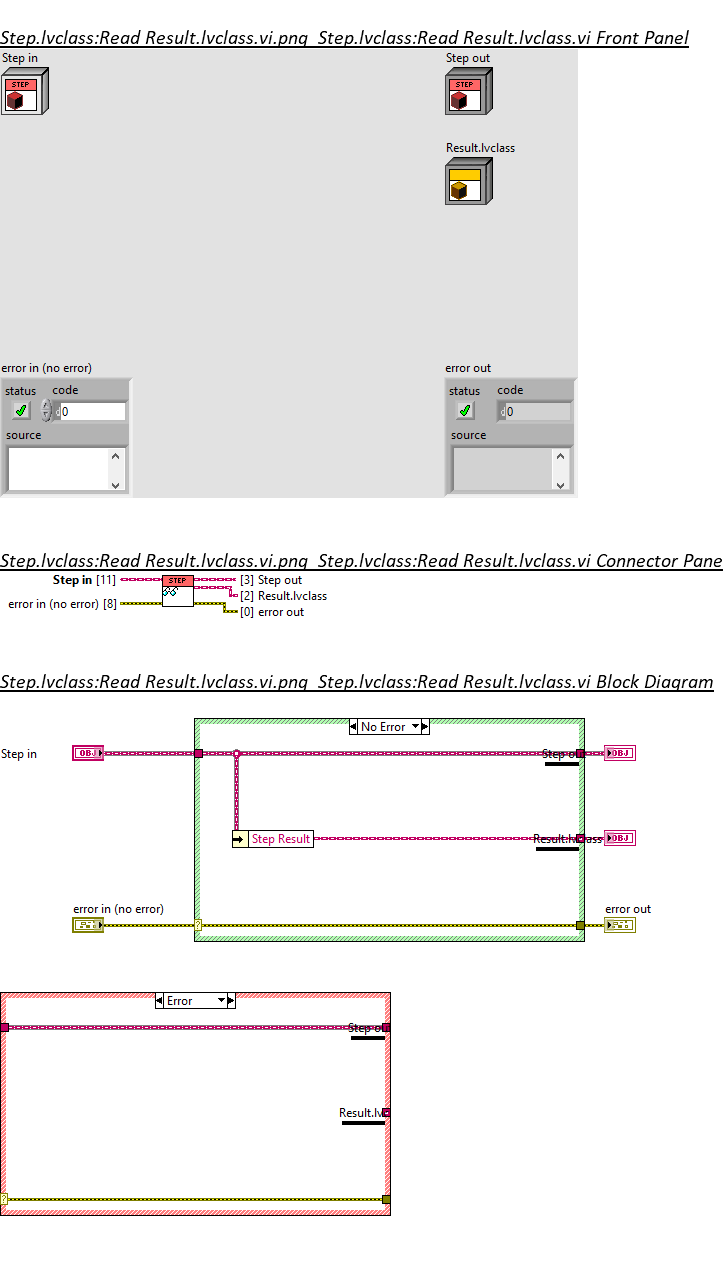 Step.lvclass:Read Result.lvclass.vi.png Step.lvclass:Read Result.lvclass.vi Front Panel
Step in
Step out
STEP
STEP
Result.lvclass
error in (no error)
error out
status code
status code
d 0
d 0
source
source
Step.lvclass:Read Result.lvclass.vi.png Step.lvclass:Read Result.lvclass.vi Connector Pane
Step in [11]
STEP
[3] Step out
[2] Result.lvclass
error in (no error) [8]
[0] error out
Step.lvclass:Read Result.lvclass.vi.png Step.lvclass:Read Result.lvclass.vi Block Diagram
No Error
Step in
OBJ
Step out
OBJ
Step Result
Result.lvclass
OBJ
error in (no error)
error out
?
Error
Step out
Result.lv
?